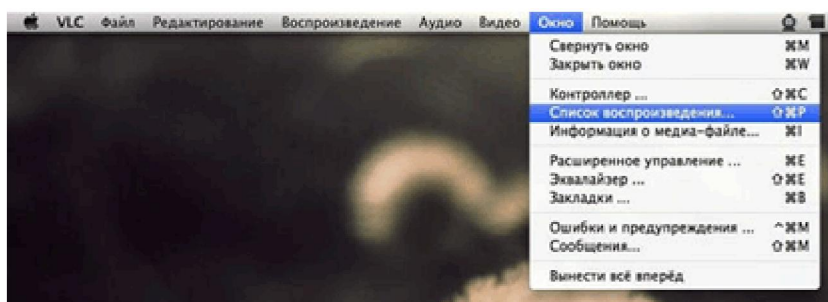 VLC Файл Редактирование Воспроизведение Аудио Видео Окно Помощь
Свернуть окно ⌘M
Закрыть окно ⌘W
Контроллер ... ⇧⌘C
Список воспроизведения... ⇧⌘P
Информация о медиа-файле... ⌘I
Расширенное управление ... ⌘E
Эквалайзер ... ⇧⌘E
Закладки ... ⌘B
Ошибки и предупреждения ... ^⌘M
Сообщения... ⇧⌘M
Вынести всё вперёд